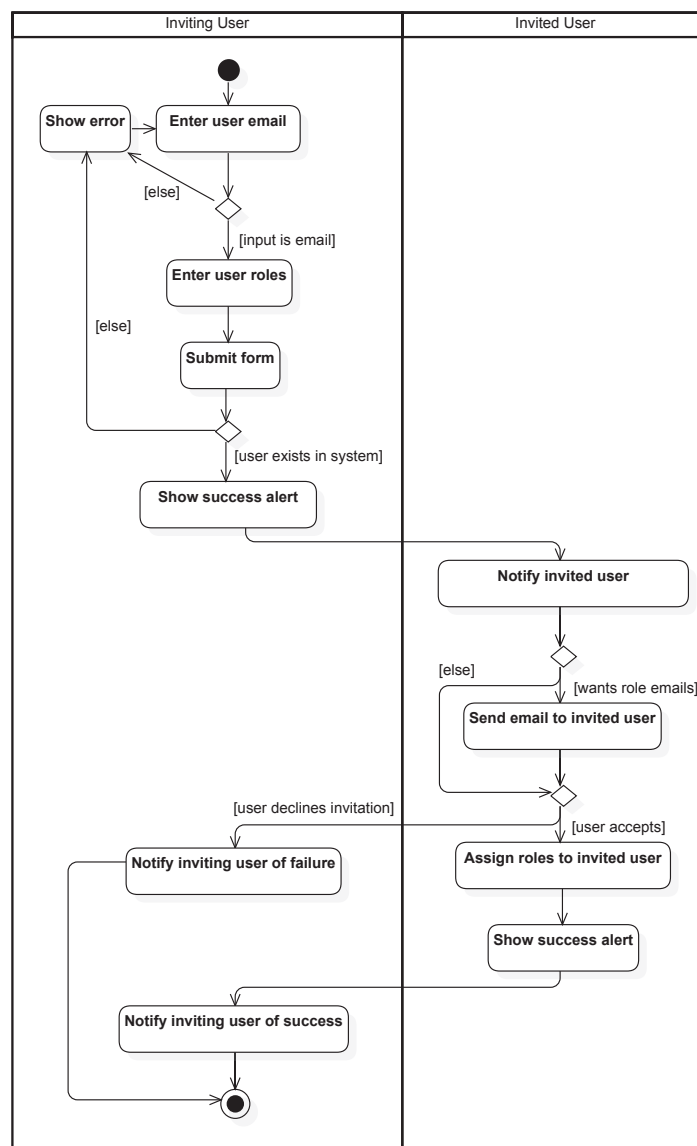 Inviting User
Invited User
Show error
Enter user email
[else]
[input is email]
Enter user roles
[else]
Submit form
[user exists in system]
Show success alert
Notify invited user
[else]
[wants role emails]
Send email to invited user
[user declines invitation]
[user accepts]
Notify inviting user of failure
Assign roles to invited user
Show success alert
Notify inviting user of success